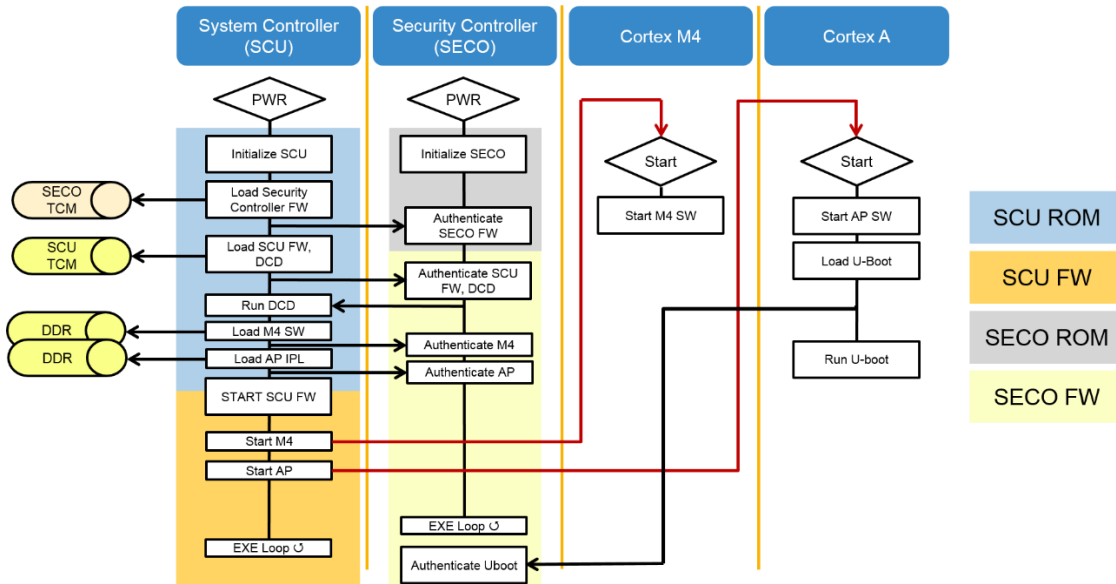 System Controller
(SCU)
Security Controller
(SECO)
Cortex M4
Cortex A
PWR
Initialize SCU
SECO
TCM
Load Security
Controller FW
SCU
TCM
Load SCU FW,
DCD
Run DCD
DDR
Load M4 SW
DDR
Load AP IPL
START SCU FW
Start M4
Start AP
EXE Loop ↺
PWR
Initialize SECO
Authenticate
SECO FW
Authenticate SCU
FW, DCD
Authenticate M4
Authenticate AP
EXE Loop ↺
Authenticate Uboot
Start
Start M4 SW
Start
Start AP SW
Load U-Boot
Run U-boot
SCU ROM
SCU FW
SECO ROM
SECO FW